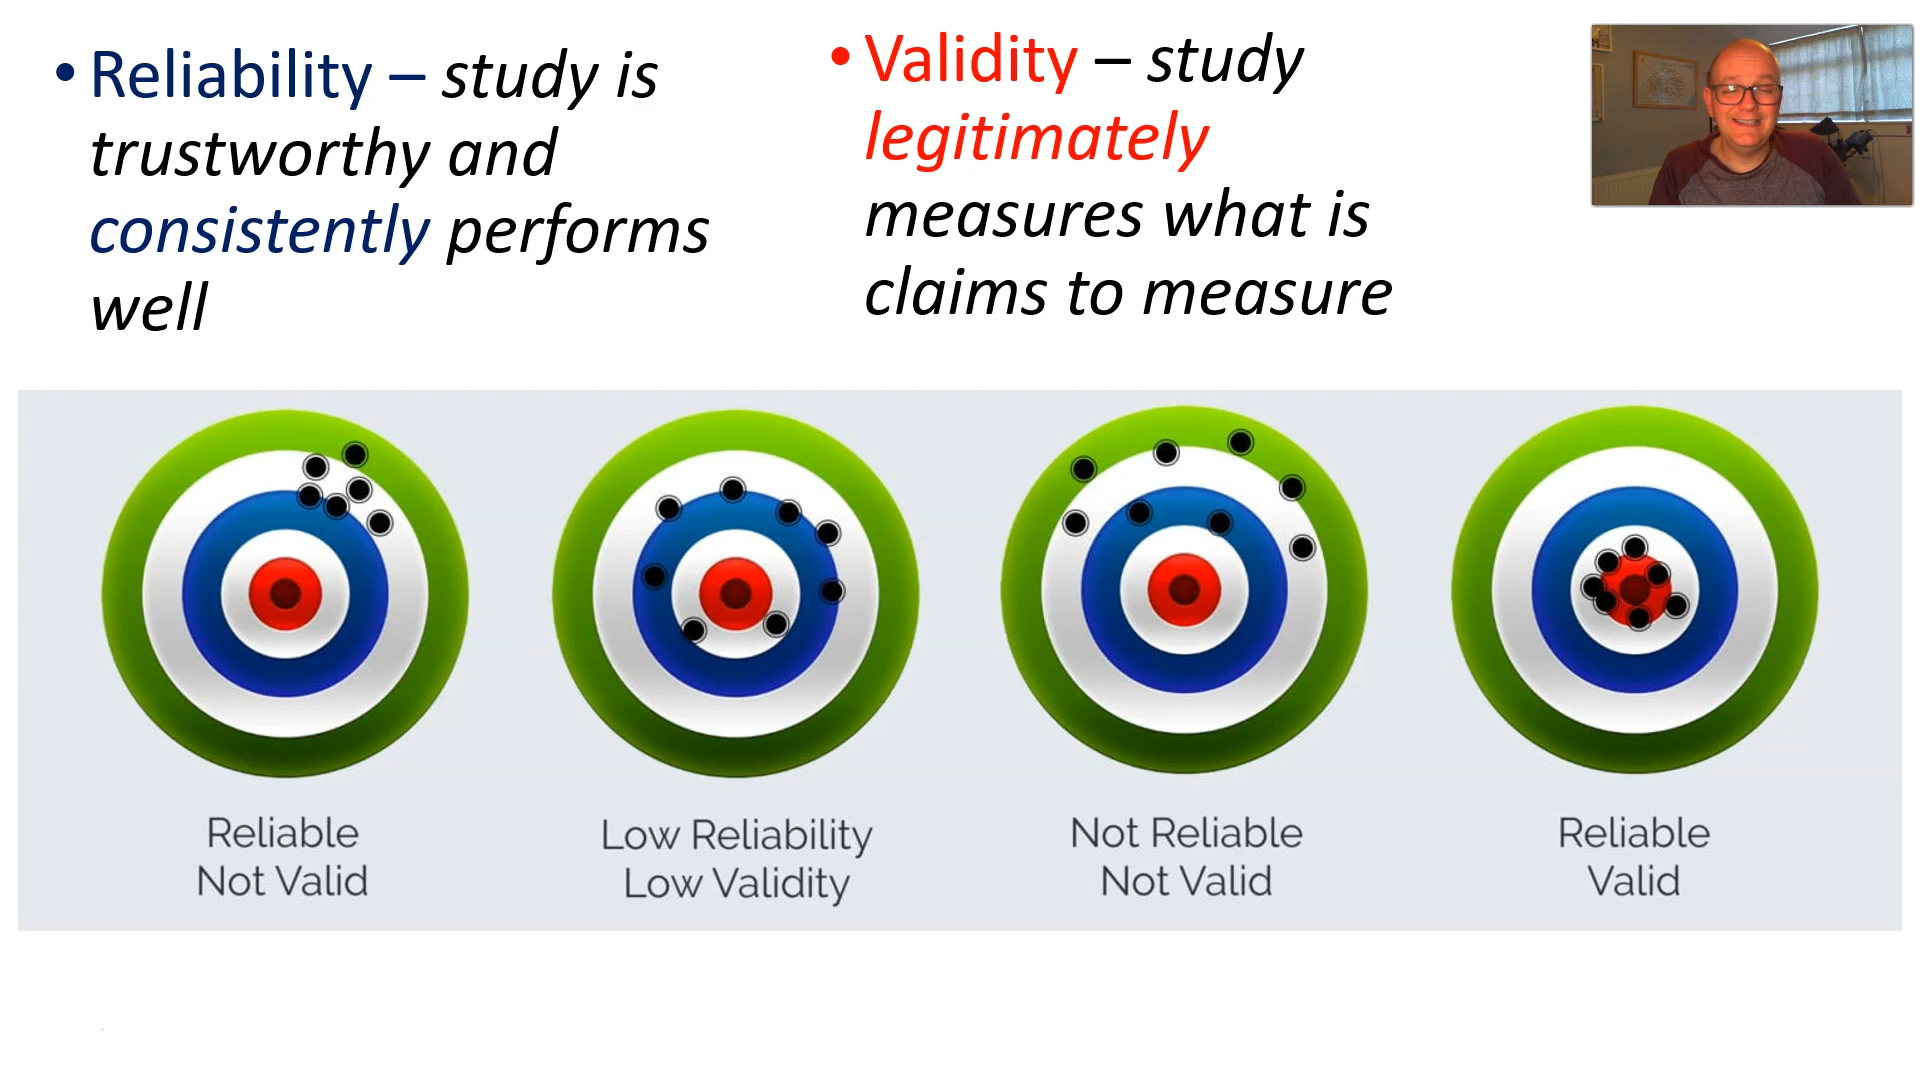 • Reliability – study is
trustworthy and
consistently performs
well
• Validity – study
legitimately
measures what is
claims to measure
Reliable
Not Valid
Low Reliability
Low Validity
Not Reliable
Not Valid
Reliable
Valid